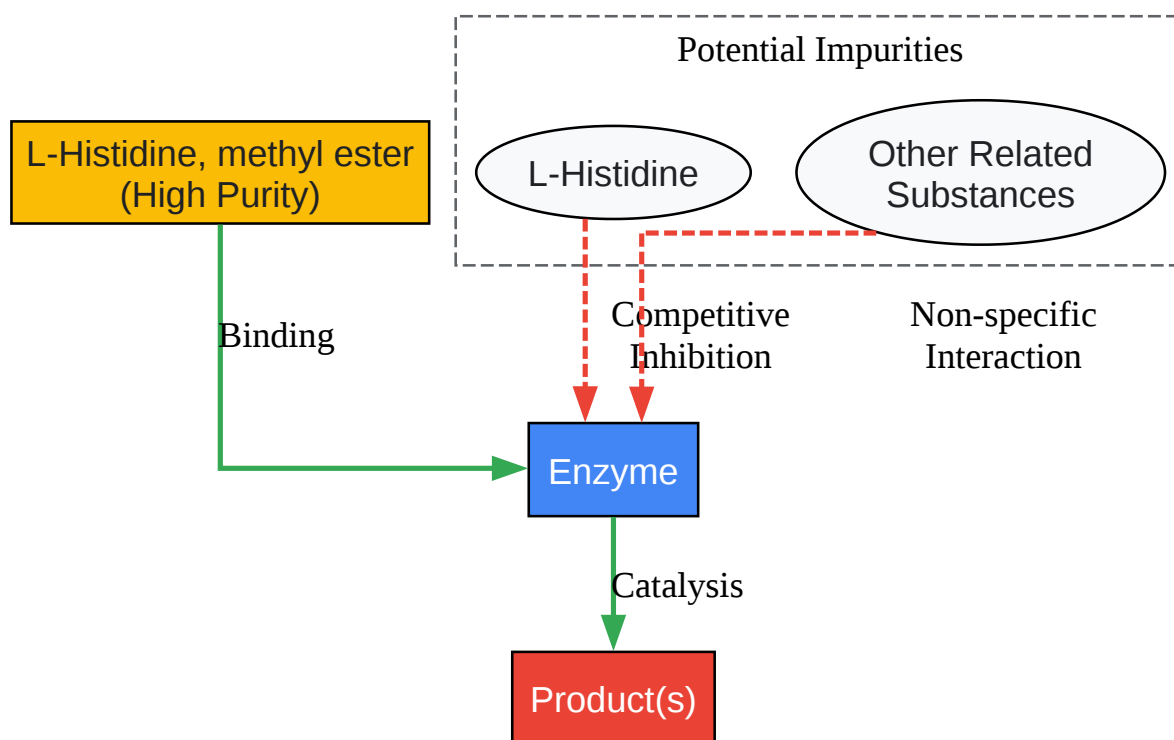 Potential Impurities
L-Histidine, methyl ester
(High Purity)
L-Histidine
Other Related
Substances
Binding
Competitive
Inhibition
Non-specific
Interaction
Enzyme
Catalysis
Product(s)